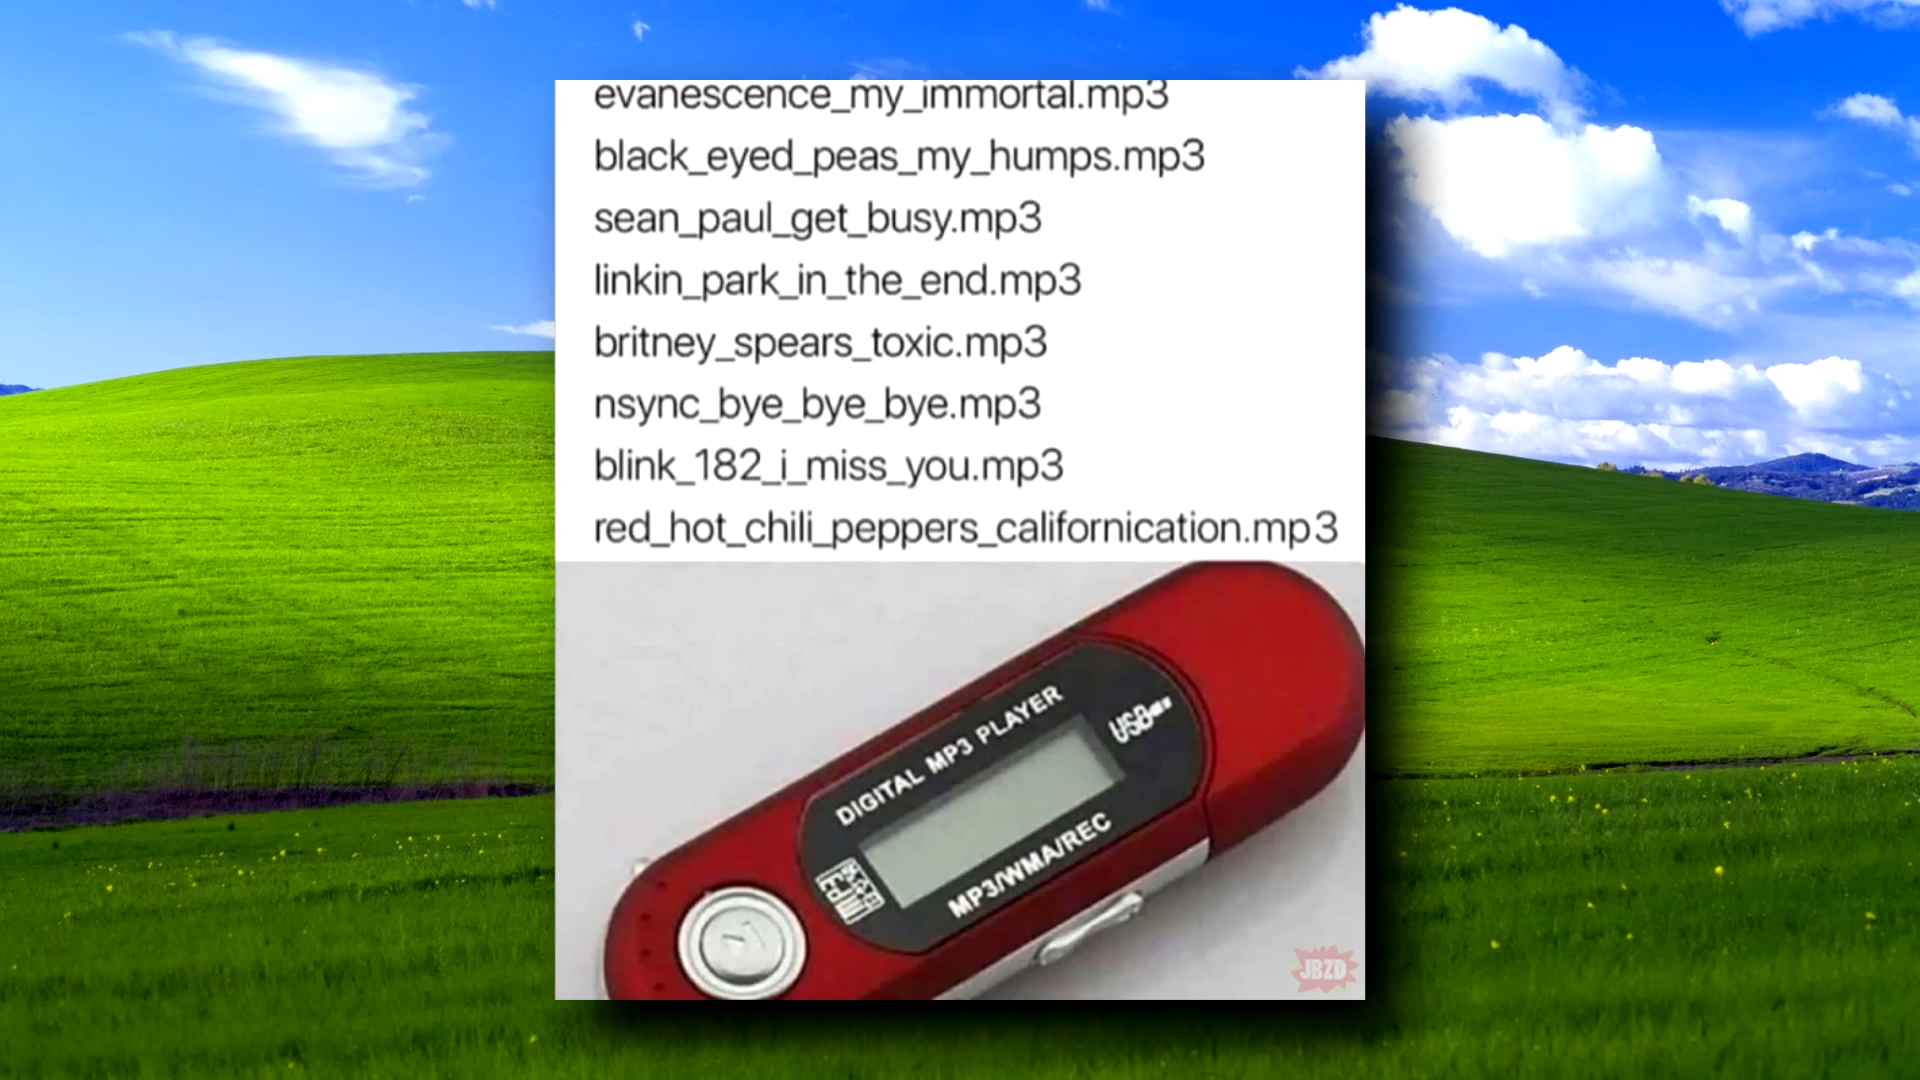 evanescence_my_immortal.mp3
black_eyed_peas_my_humps.mp3
sean_paul_get_busy.mp3
linkin_park_in_the_end.mp3
britney_spears_toxic.mp3
nsync_bye_bye_bye.mp3
blink_182_i_miss_you.mp3
red_hot_chili_peppers_californication.mp3
DIGITAL MP3 PLAYER
USB
MP3/WMA/REC
JBZD